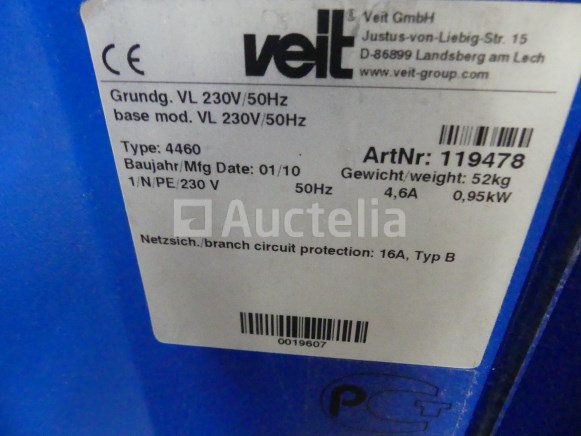 veit®
Veit GmbH
Justus-von-Liebig-Str. 15
D-86899 Landsberg am Lech
www.veit-group.com
CE
Grundg. VL 230V/50Hz
base mod. VL 230V/50Hz
Type: 4460
ArtNr: 119478
Baujahr/Mfg Date: 01/10
Gewicht/weight: 52kg
1/N/PE/230 V 50Hz 4,6A 0,95kW
Auctelia
Netzsich./branch circuit protection: 16A, Typ B
0019607